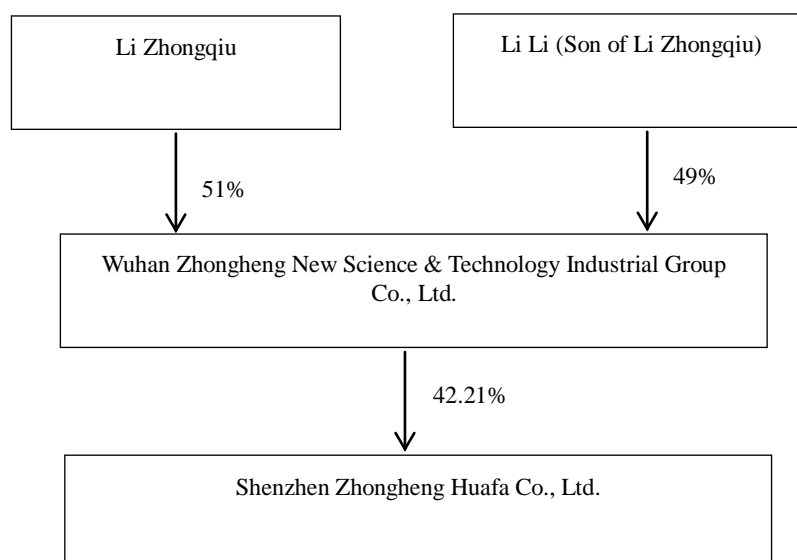 Li Zhongqiu
Li Li (Son of Li Zhongqiu)
51%
49%
Wuhan Zhongheng New Science & Technology Industrial Group
Co., Ltd.
42.21%
Shenzhen Zhongheng Huafa Co., Ltd.